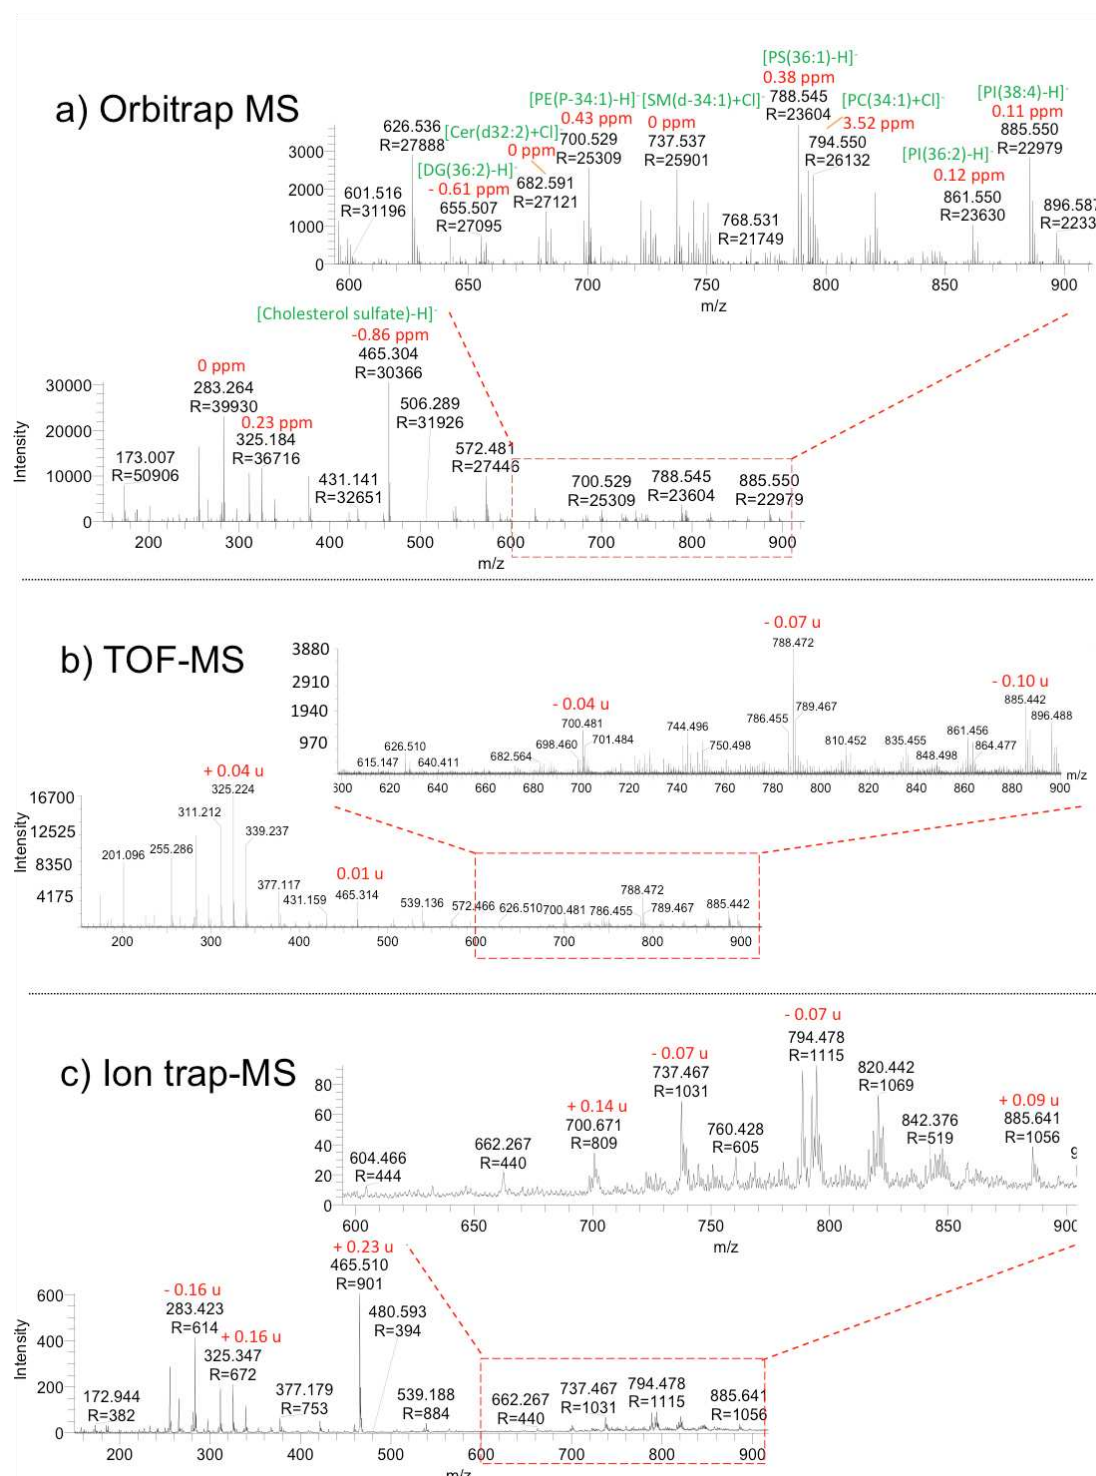 [PS(36:1)-H]-
a) Orbitrap MS
0.38 ppm
[PE(P-34:1)-H]-
[SM(d-34:1)+Cl]-
788.545
R=23604
[PC(34:1)+Cl]-
[PI(38:4)-H]-
0.11 ppm
626.536
R=27888
[Cer(d32:2)+Cl]-
0 ppm
0.43 ppm
700.529
R=25309
0 ppm
737.537
R=25901
3.52 ppm
794.550
R=26132
885.550
R=22979
[DG(36:2)-H]-
- 0.61 ppm
655.507
R=27095
682.591
R=27121
[PI(36:2)-H]-
0.12 ppm
861.550
R=23630
601.516
R=31196
768.531
R=21749
896.587
R=2233
3000
2000
1000
0
600 650 700 750 800 850 900
m/z
[Cholesterol sulfate)-H]-
-0.86 ppm
465.304
R=30366
0 ppm
283.264
R=39930
0.23 ppm
325.184
R=36716
506.289
R=31926
173.007
R=50906
431.141
R=32651
572.481
R=27446
700.529
R=25309
788.545
R=23604
885.550
R=22979
Intensity
30000
20000
10000
0
200 300 400 500 600 700 800 900
m/z
b) TOF-MS
- 0.07 u
788.472
- 0.04 u
700.481
- 0.10 u
885.442
3880
2910
1940
970
615.147
626.510
640.411
682.564
698.460
701.484
744.496
750.498
786.455
789.467
810.452
835.455
848.498
861.456
864.477
896.488
300 620 640 660 680 700 720 740 760 780 800 820 840 860 900
m/z
+ 0.04 u
325.224
16700
12525
8350
4175
Intensity
201.096
255.286
311.212
339.237
377.117
431.159
0.01 u
465.314
539.136
572.466
626.510
700.481
786.455
788.472
789.467
885.442
200 300 400 500 600 700 800 900
c) Ion trap-MS
- 0.07 u
794.478
R=1115
- 0.07 u
737.467
R=1031
820.442
R=1069
+ 0.14 u
700.671
R=809
+ 0.09 u
885.641
R=1056
604.466
R=444
662.267
R=440
760.428
R=605
842.376
R=519
9
80
60
40
20
0
600 650 700 750 800 850 900
m/z
+ 0.23 u
465.510
R=901
- 0.16 u
283.423
R=614
+ 0.16 u
325.347
R=672
480.593
R=394
172.944
R=382
377.179
R=753
539.188
R=884
662.267
R=440
737.467
R=1031
794.478
R=1115
885.641
R=1056
Intensity
600
400
200
0
200 300 400 500 600 700 800 900
m/z